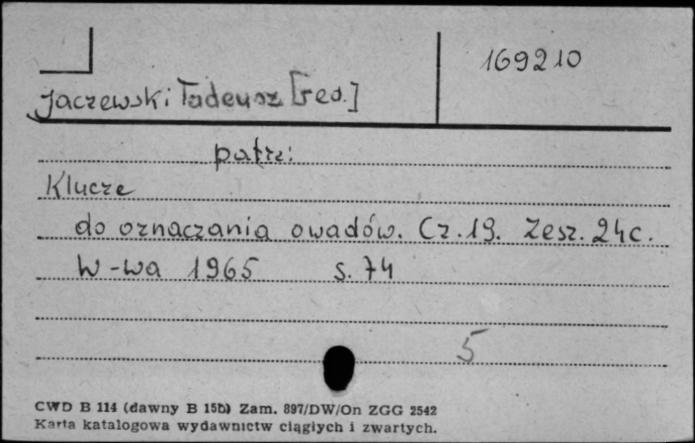 169210
Jaczewski Tadeusz [red.]
patrz:
Klucze
do oznaczania owadów. Cz.19. Zesz. 24c.
W-wa 1965 s. 74
5
CWD B 114 (dawny B 15b) Zam. 897/DW/On ZGG 2542
Karta katalogowa wydawnictw ciągłych i zwartych.